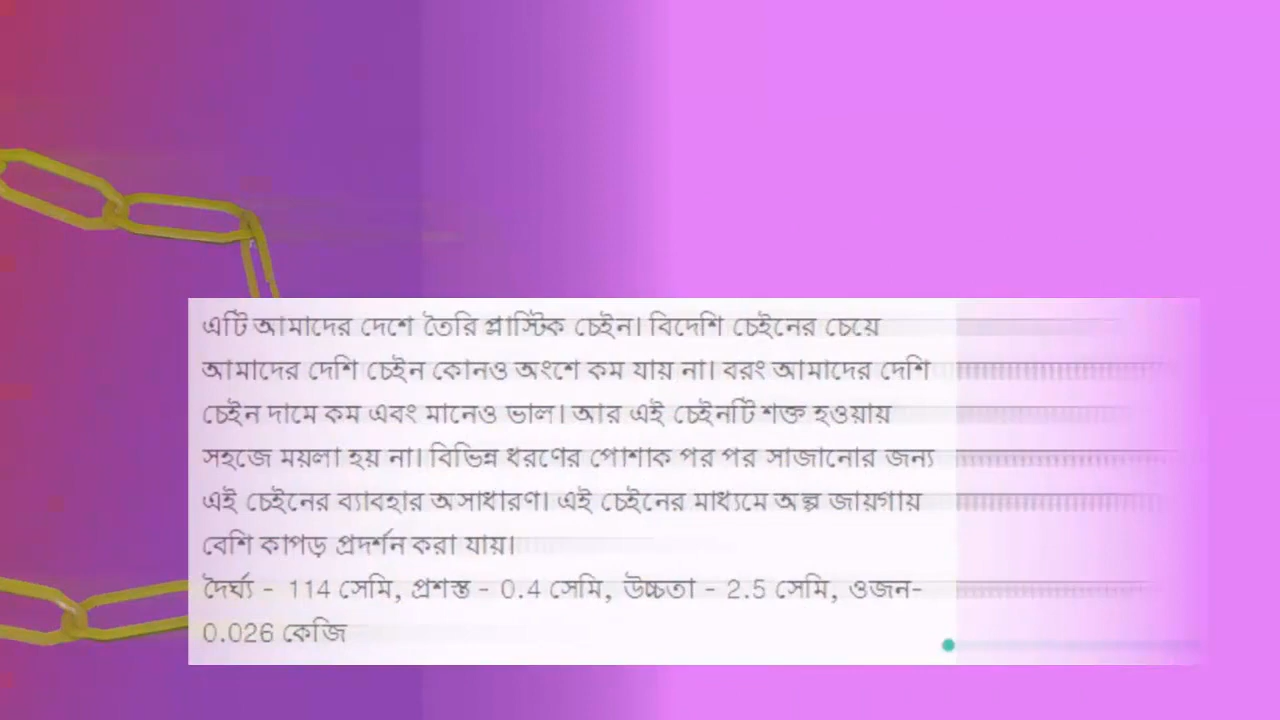 এটি আমাদের দেশে তৈরি প্লাস্টিক চেইন। বিদেশি চেইনের চেয়ে
আমাদের দেশি চেইন কোনও অংশে কম যায় না। বরং আমাদের দেশি
চেইন দামে কম এবং মানেও ভাল। আর এই চেইনটি শক্ত হওয়ায়
সহজে ময়লা হয় না। বিভিন্ন ধরণের পোশাক পর পর সাজানোর জন্য
এই চেইনের ব্যাবহার অসাধারণ। এই চেইনের মাধ্যমে অল্প জায়গায়
বেশি কাপড় প্রদর্শন করা যায়।
দৈর্ঘ্য - 114 সেমি, প্রশস্ত - 0.4 সেমি, উচ্চতা - 2.5 সেমি, ওজন-
0.026 কেজি